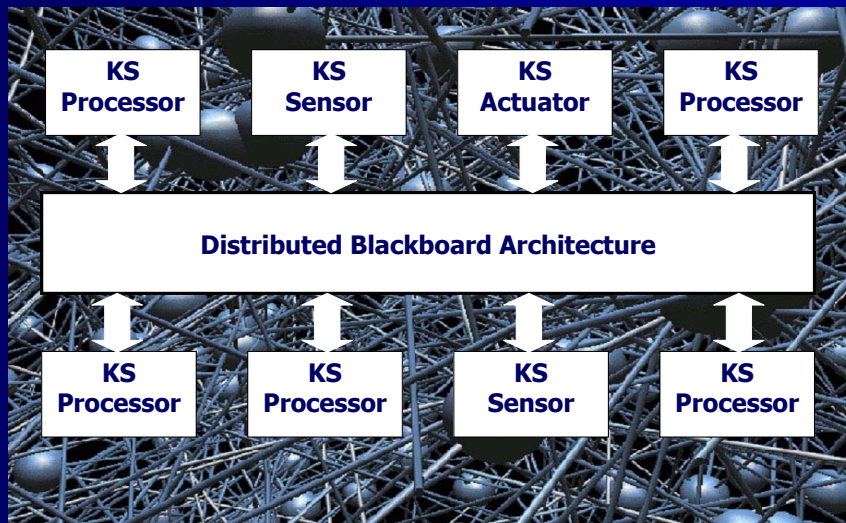 KS
Processor
KS
Sensor
KS
Actuator
KS
Processor
Distributed Blackboard Architecture
KS
Processor
KS
Processor
KS
Sensor
KS
Processor